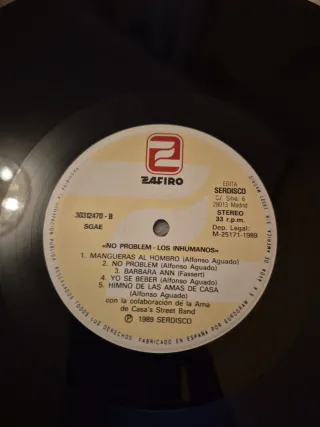 ZAFIRO
30312470 - B
SGAE
EDITA
SERDISCO
C/ Silva, 6
28013 Madrid
STEREO
33 r.p.m.
Dep. Legal:
M-25171-1989
«NO PROBLEM - LOS INHUMANOS»
1. MANGUERAS AL HOMBRO (Alfonso Aguado)
2. NO PROBLEM (Alfonso Aguado)
3. BARBARA ANN (Fassert)
4. YO SE BEBER (Alfonso Aguado)
5. HIMNO DE LAS AMAS DE CASA
(Alfonso Aguado)
con la colaboración de la Ama
de Casa's Street Band
Ⓟ 1989 SERDISCO
RESERVADOS TODOS LOS DERECHOS. FABRICADO EN ESPAÑA POR